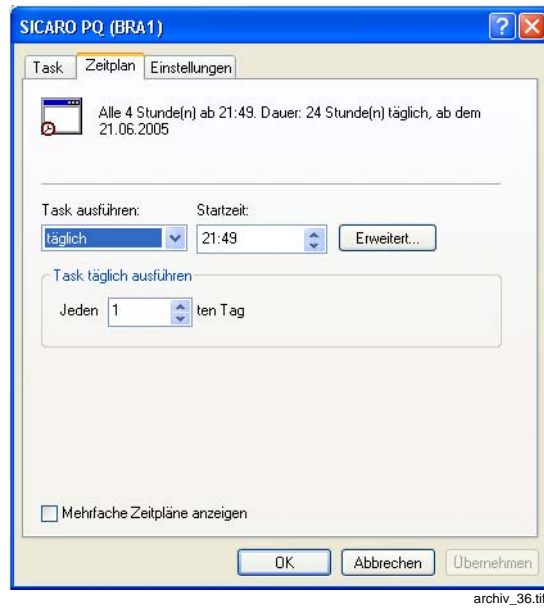 SICARO PQ (BRA1)
Task Zeitplan Einstellungen
Alle 4 Stunde(n) ab 21:49. Dauer: 24 Stunde(n) täglich, ab dem
21.06.2005
Task ausführen: Startzeit:
täglich 21:49 Erweitert...
Task täglich ausführen
Jeden 1 ten Tag
Mehrfache Zeitpläne anzeigen
OK Abbrechen Übernehmen
archiv_36.tif